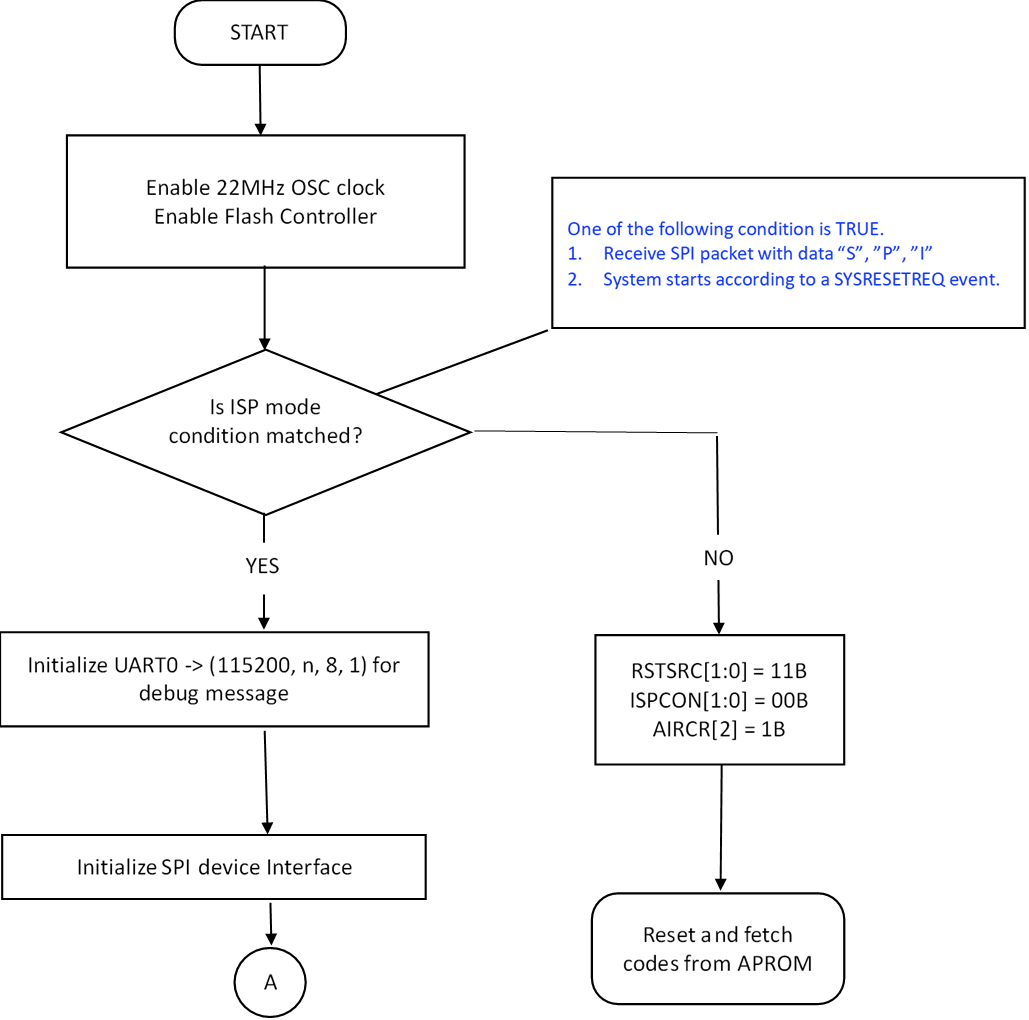 START
Enable 22MHz OSC clock
Enable Flash Controller
One of the following condition is TRUE.
1. Receive SPI packet with data “S”, ”P”, ”I”
2. System starts according to a SYSRESETREQ event.
Is ISP mode
condition matched?
YES
NO
Initialize UART0 -> (115200, n, 8, 1) for
debug message
RSTSRC[1:0] = 11B
ISPCON[1:0] = 00B
AIRCR[2] = 1B
Initialize SPI device Interface
Reset and fetch
codes from APROM
A